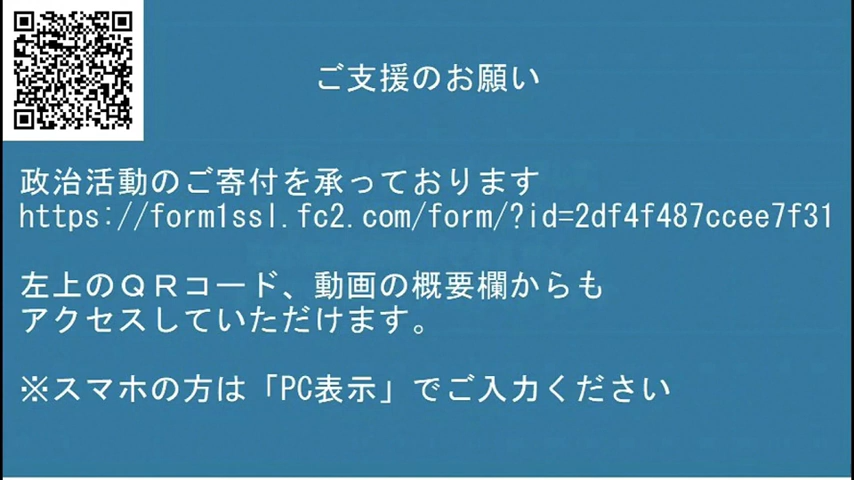 ご支援のお願い
政治活動のご寄付を承っております
https://form1ssl.fc2.com/form/?id=2df4f487ccee7f31
左上のＱＲコード、動画の概要欄からも
アクセスしていただけます。
※スマホの方は「PC表示」でご入力ください